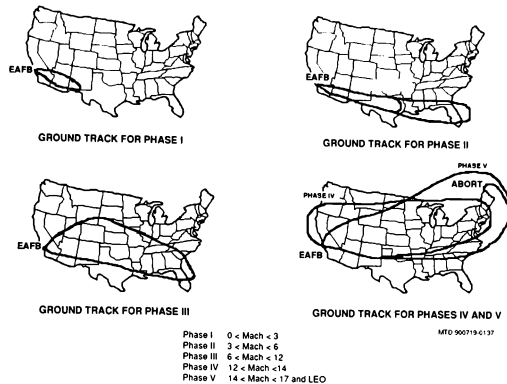 EAFB
GROUND TRACK FOR PHASE I
EAFB
GROUND TRACK FOR PHASE II
EAFB
GROUND TRACK FOR PHASE III
PHASE V
ABORT
PHASE IV
EAFB
GROUND TRACK FOR PHASES IV AND V
MTD 900719-0137
Phase I 0 < Mach < 3
Phase II 3 < Mach < 6
Phase III 6 < Mach < 12
Phase IV 12 < Mach <14
Phase V 14 < Mach < 17 and LEO